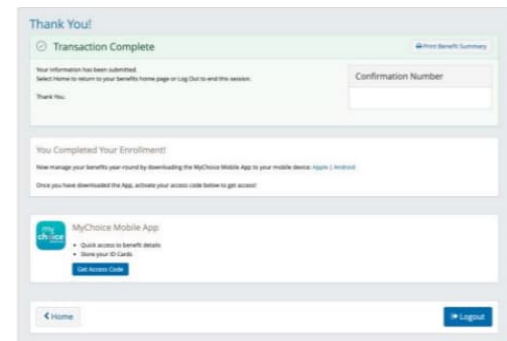 Thank You!
Transaction Complete
Print Benefit Summary
Your information has been submitted.
Select Home to return to your benefits home page or Log Out to end this session.
Thank You.
Confirmation Number
You Completed Your Enrollment!
Now manage your benefits year-round by downloading the MyChoice Mobile App to your mobile device: Apple | Android
Once you have downloaded the App, activate your access code below to get access!
my
choice
MyChoice Mobile App
• Quick access to benefit details
• Store your ID Cards
Get Access Code
Home
Logout